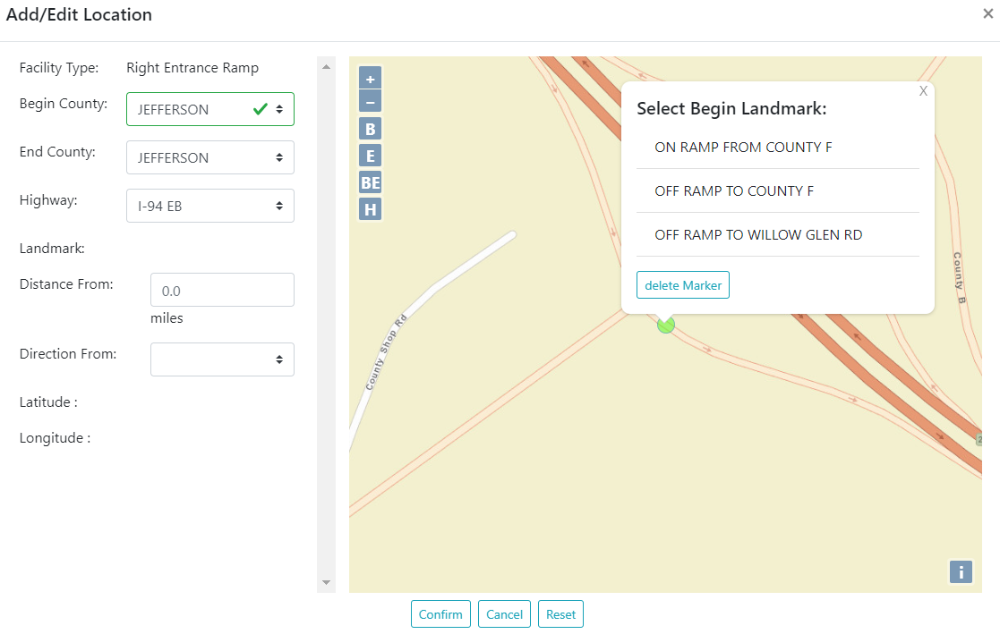 Add/Edit Location
×
Facility Type: Right Entrance Ramp
Begin County: JEFFERSON
End County: JEFFERSON
Highway: I-94 EB
Landmark:
Distance From: 0.0
miles
Direction From:
Latitude :
Longitude :
+
−
B
E
BE
H
X
Select Begin Landmark:
ON RAMP FROM COUNTY F
OFF RAMP TO COUNTY F
OFF RAMP TO WILLOW GLEN RD
delete Marker
County Shop Rd
County B
2
i
Confirm Cancel Reset